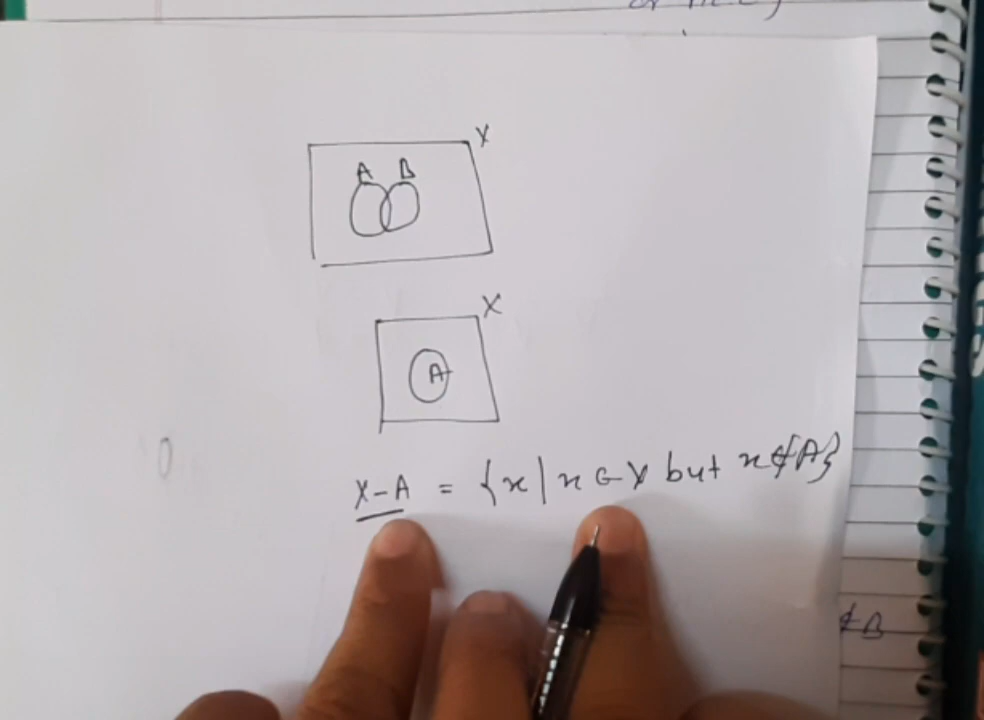 X
A B
X
A
X-A = {x|x∈X but x∉A}
∉B